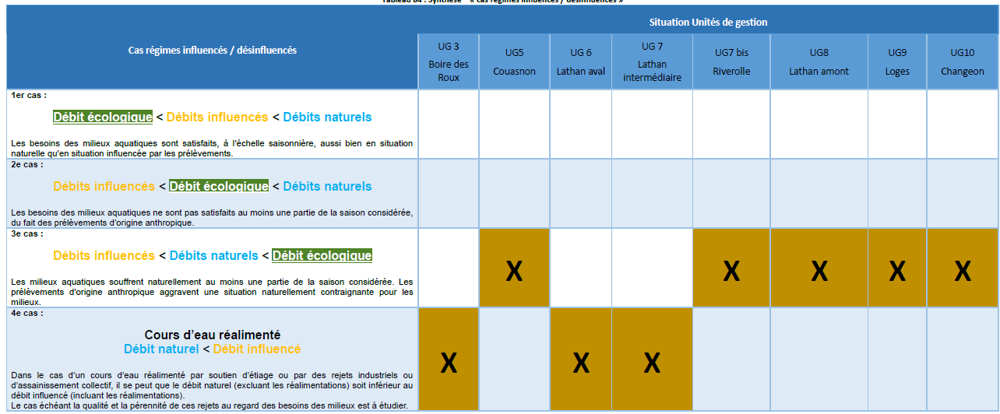 Tableau 84 : Synthèse « cas régimes influencés / désinfluencés »
Situation Unités de gestion
Cas régimes influencés / désinfluencés
UG 3
Boire des
Roux
UG5
Couasnon
UG 6
Lathan aval
UG 7
Lathan
intermédiaire
UG7 bis
Riverolle
UG8
Lathan amont
UG9
Loges
UG10
Changeon
1er cas :
Débit écologique < Débits influencés < Débits naturels
Les besoins des milieux aquatiques sont satisfaits, à l'échelle saisonnière, aussi bien en situation
naturelle qu'en situation influencée par les prélèvements.
2e cas :
Débits influencés < Débit écologique < Débits naturels
Les besoins des milieux aquatiques ne sont pas satisfaits au moins une partie de la saison considérée,
du fait des prélèvements d'origine anthropique.
3e cas :
Débits influencés < Débits naturels < Débit écologique
Les milieux aquatiques souffrent naturellement au moins une partie de la saison considérée. Les
prélèvements d'origine anthropique aggravent une situation naturellement contraignante pour les
milieux.
X X X X X
4e cas :
Cours d'eau réalimenté
Débit naturel < Débit influencé
Dans le cas d'un cours d'eau réalimenté par soutien d'étiage ou par des rejets industriels ou
d'assainissement collectif, il se peut que le débit naturel (excluant les réalimentations) soit inférieur au
débit influencé (incluant les réalimentations).
Le cas échéant la qualité et la pérennité de ces rejets au regard des besoins des milieux est à étudier.
X X X